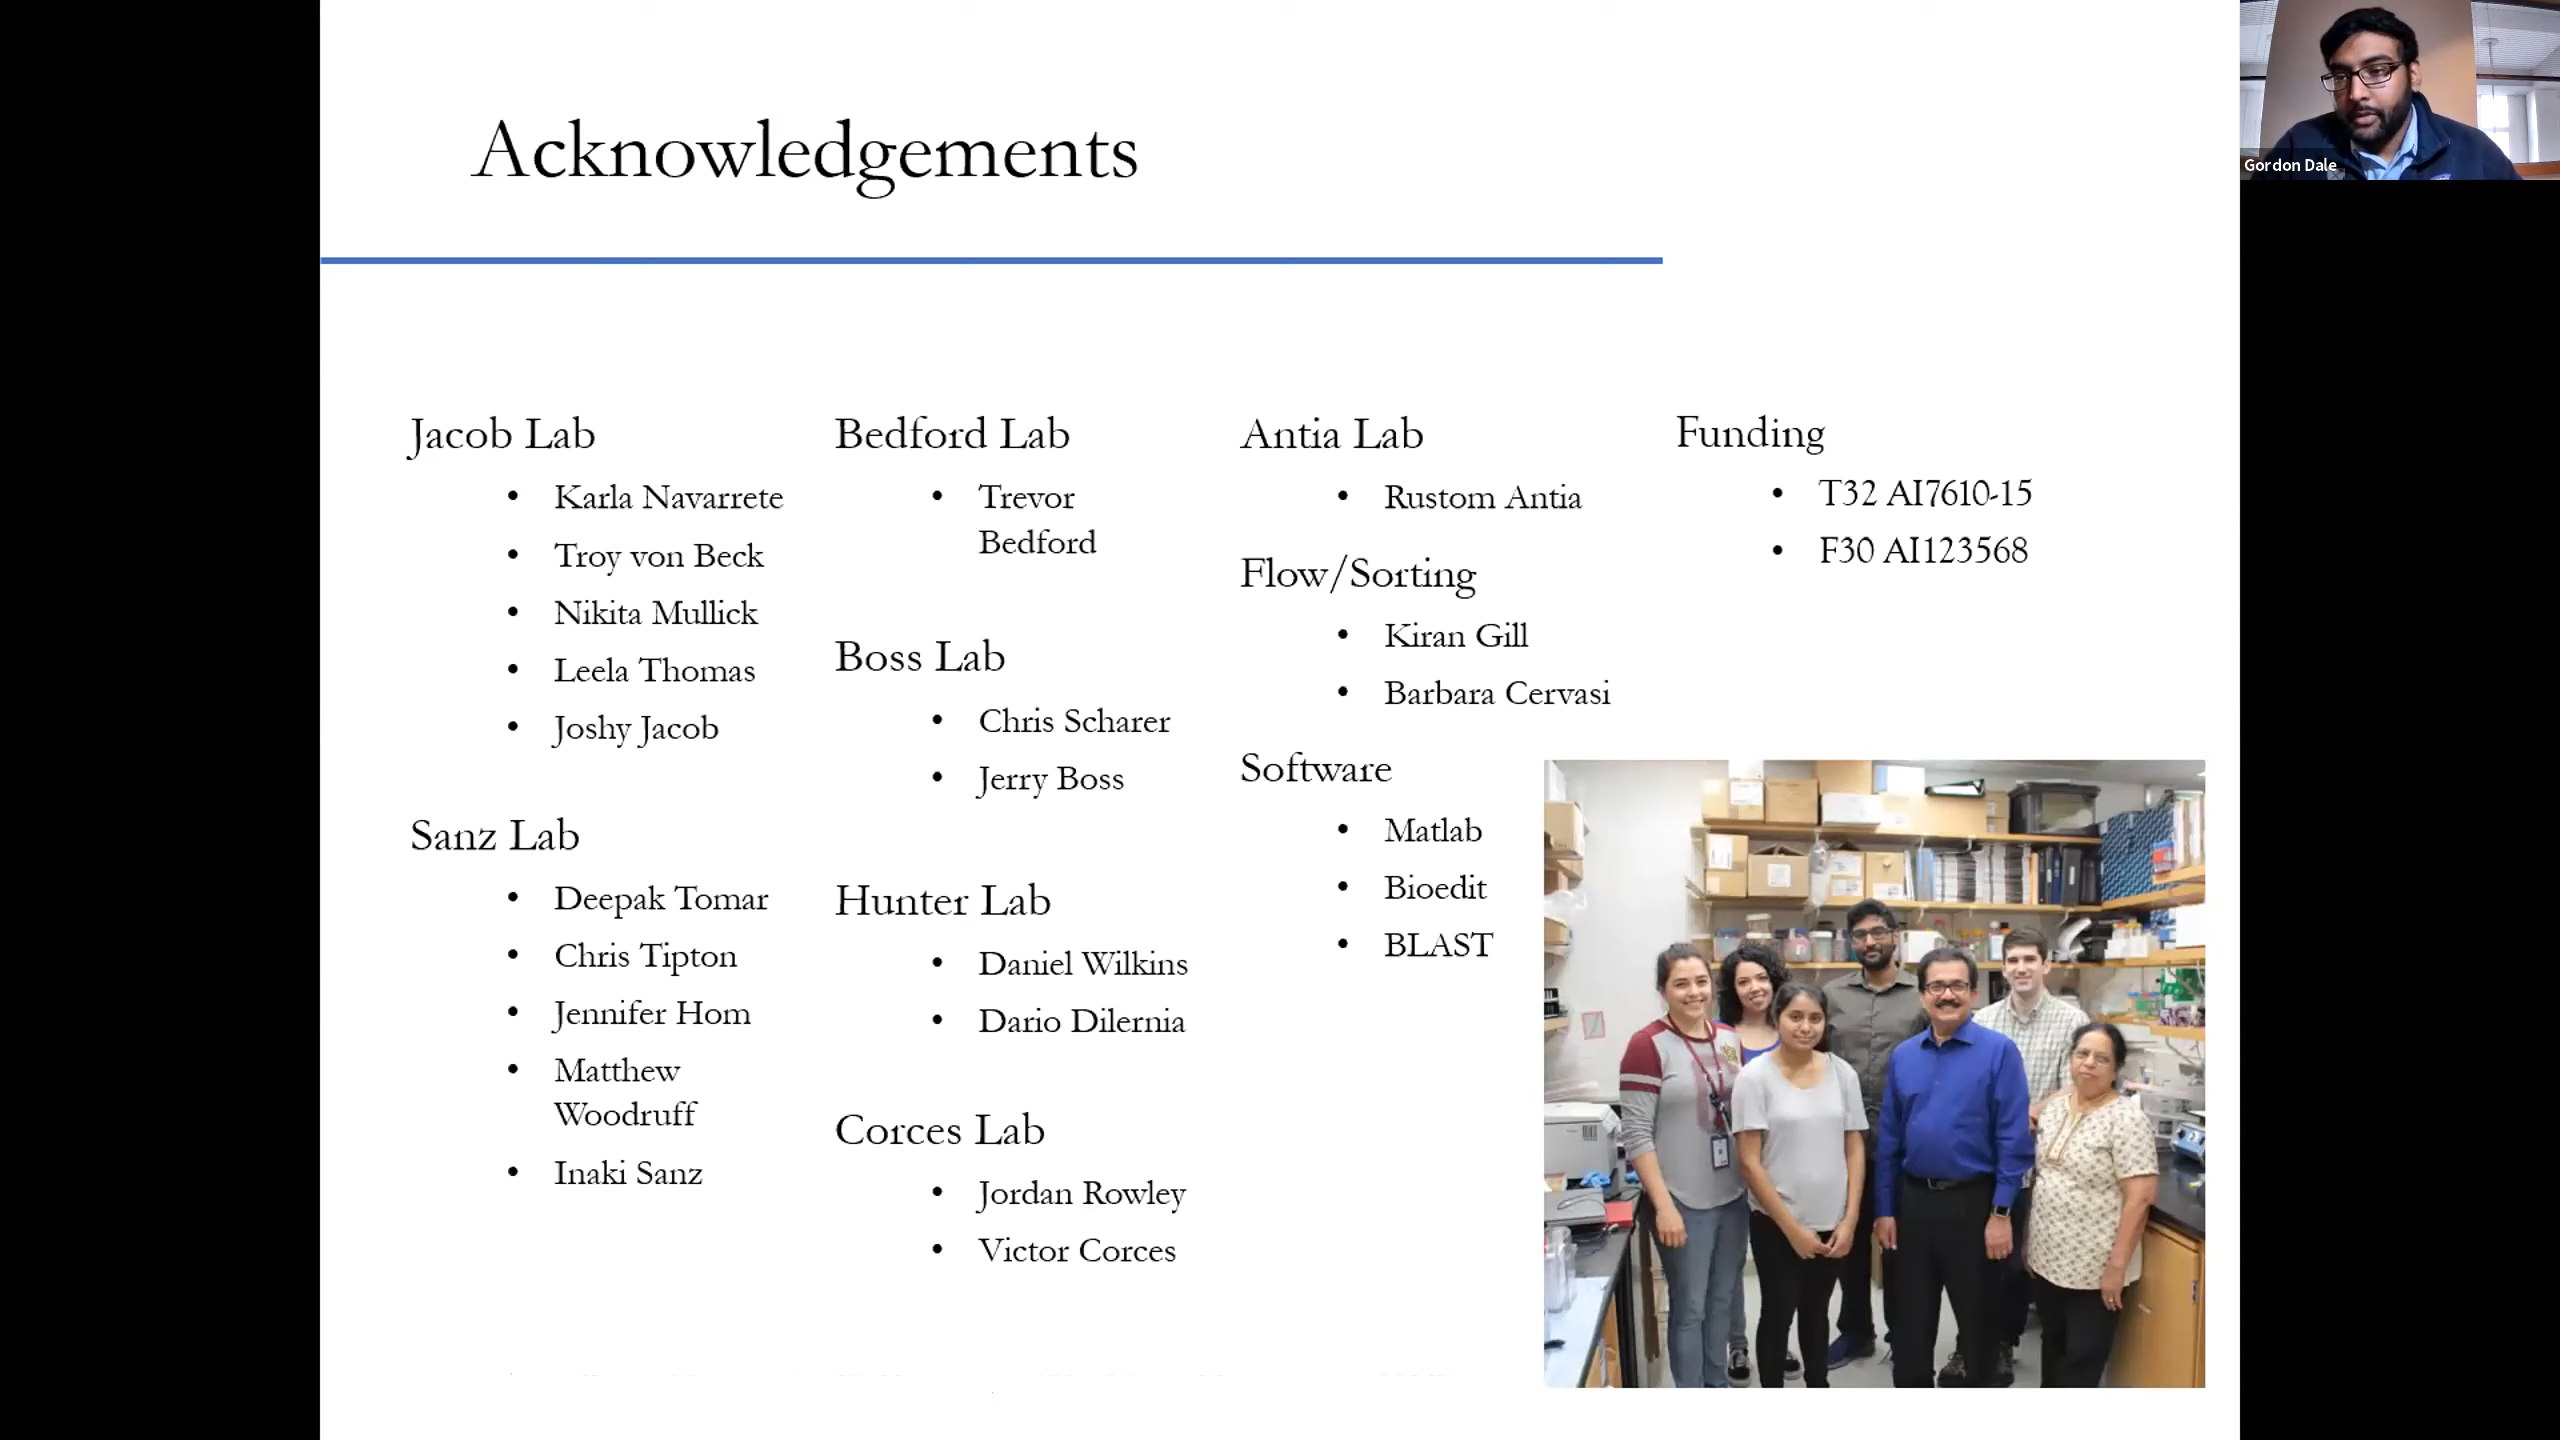 Acknowledgements
Jacob Lab
Karla Navarrete
Troy von Beck
Nikita Mullick
Leela Thomas
Joshy Jacob
Sanz Lab
Deepak Tomar
Chris Tipton
Jennifer Hom
Matthew
Woodruff
Inaki Sanz
Bedford Lab
Trevor
Bedford
Boss Lab
Chris Scharer
Jerry Boss
Hunter Lab
Daniel Wilkins
Dario Dilernia
Corces Lab
Jordan Rowley
Victor Corces
Antia Lab
Rustom Antia
Flow/Sorting
Kiran Gill
Barbara Cervasi
Software
Matlab
Bioedit
BLAST
Funding
T32 AI7610-15
F30 AI123568
Gordon Dale